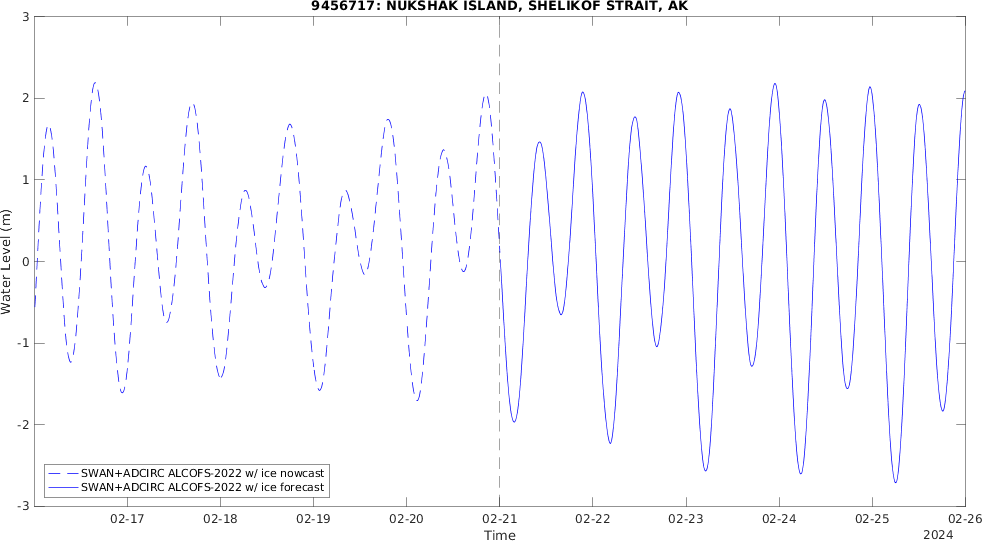 9456717: NUKSHAK ISLAND, SHELIKOF STRAIT, AK
3
2
1
0
-1
-2
-3
Water Level (m)
SWAN+ADCIRC ALCOFS-2022 w/ ice nowcast
SWAN+ADCIRC ALCOFS-2022 w/ ice forecast
02-17 02-18 02-19 02-20 02-21 02-22 02-23 02-24 02-25 02-26
Time
2024